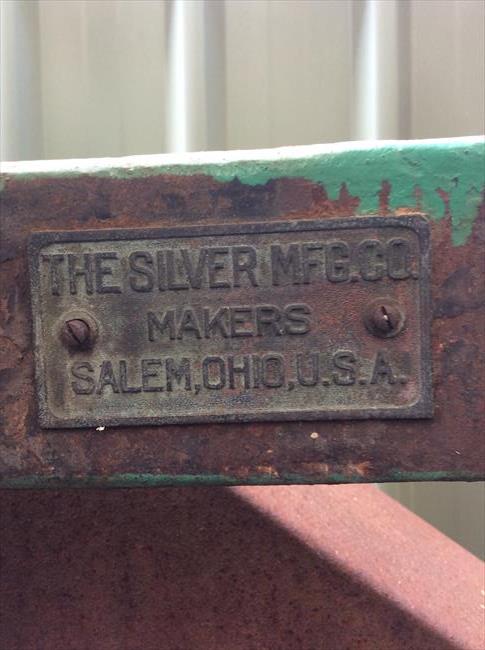 THE SILVER MFG.CO.
MAKERS
SALEM,OHIO,U.S.A.